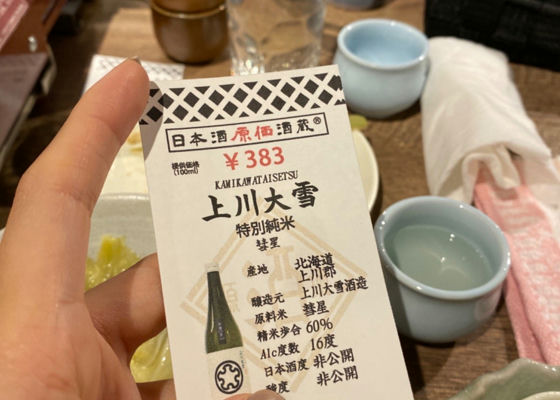 日本酒原価酒蔵®
提供価格
(100ml)
¥383
KAMIKAWATAISETSU
上川大雪
特別純米
彗星
産地 北海道
上川郡
醸造元 上川大雪酒造
原料米 彗星
精米歩合 60%
Alc度数 16度
日本酒度 非公開
酸度 非公開